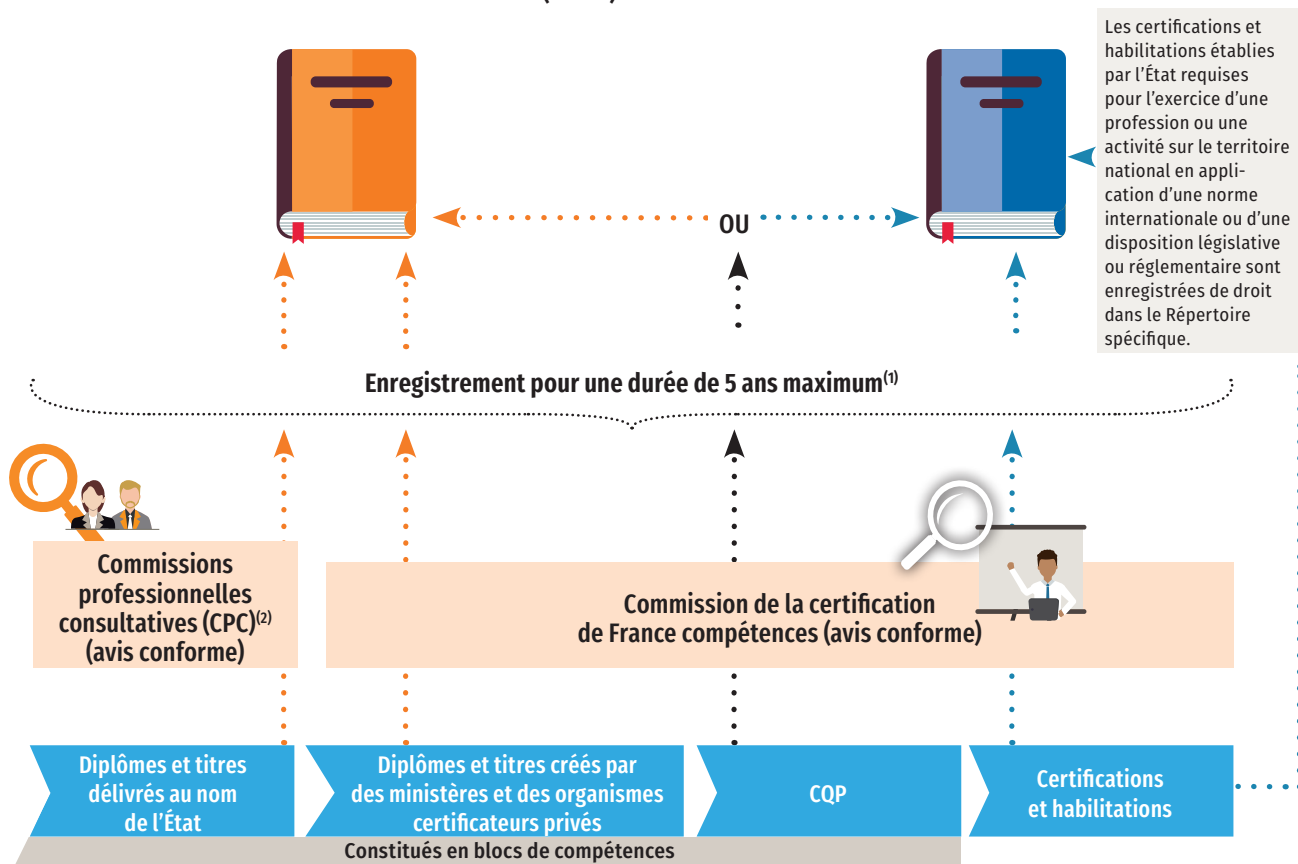 Les certifications et
habilitations établies
par l'État requises
pour l'exercice d'une
profession ou une
activité sur le territoire
national en appli-
cation d'une norme
internationale ou d'une
disposition législative
ou réglementaire sont
enregistrées de droit
dans le Répertoire
spécifique.
OU
Enregistrement pour une durée de 5 ans maximum(1)
Commissions
professionnelles
consultatives (CPC)(2)
(avis conforme)
Commission de la certification
de France compétences (avis conforme)
Diplômes et titres
délivrés au nom
de l'État
Diplômes et titres créés par
des ministères et des organismes
certificateurs privés
CQP
Certifications
et habilitations
Constitués en blocs de compétences